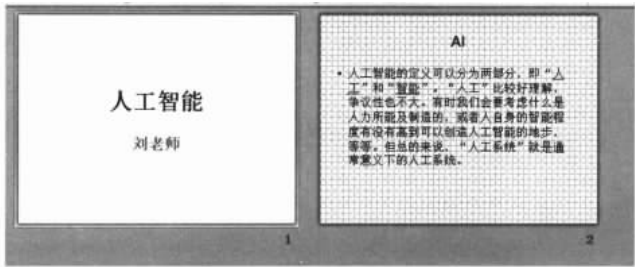 人工智能
刘老师
1
AI
• 人工智能的定义可以分为两部分，即“人
工”和“智能”。“人工”比较好理解，
争议性也不大。有时我们会要考虑什么是
人力所能及制造的，或者人自身的智能程
度有没有高到可以创造人工智能的地步，
等等。但总的来说，“人工系统”就是通
常意义下的人工系统。
2